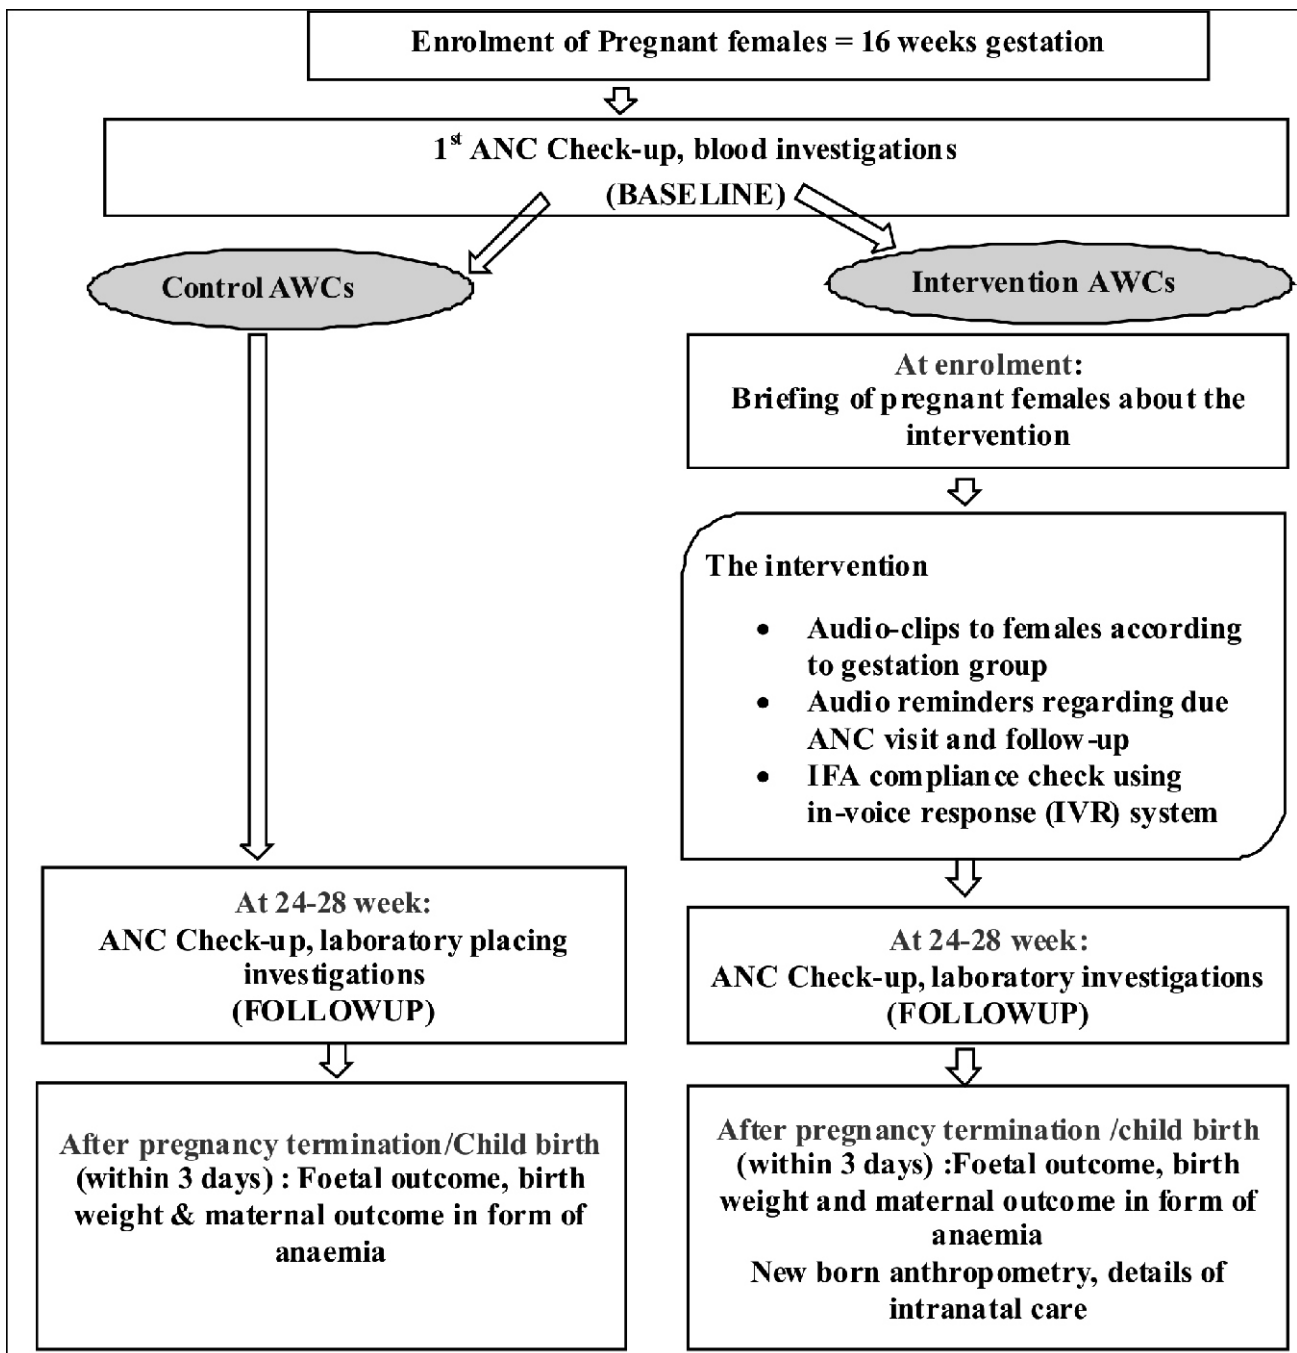 Enrolment of Pregnant females = 16 weeks gestation
1st ANC Check-up, blood investigations
(BASELINE)
Control AWCs
Intervention AWCs
At enrolment:
Briefing of pregnant females about the
intervention
The intervention
• Audio-clips to females according
to gestation group
• Audio reminders regarding due
ANC visit and follow-up
• IFA compliance check using
in-voice response (IVR) system
At 24-28 week:
ANC Check-up, laboratory placing
investigations
(FOLLOWUP)
At 24-28 week:
ANC Check-up, laboratory investigations
(FOLLOWUP)
After pregnancy termination/Child birth
(within 3 days) : Foetal outcome, birth
weight & maternal outcome in form of
anaemia
After pregnancy termination /child birth
(within 3 days) :Foetal outcome, birth
weight and maternal outcome in form of
anaemia
New born anthropometry, details of
intranatal care